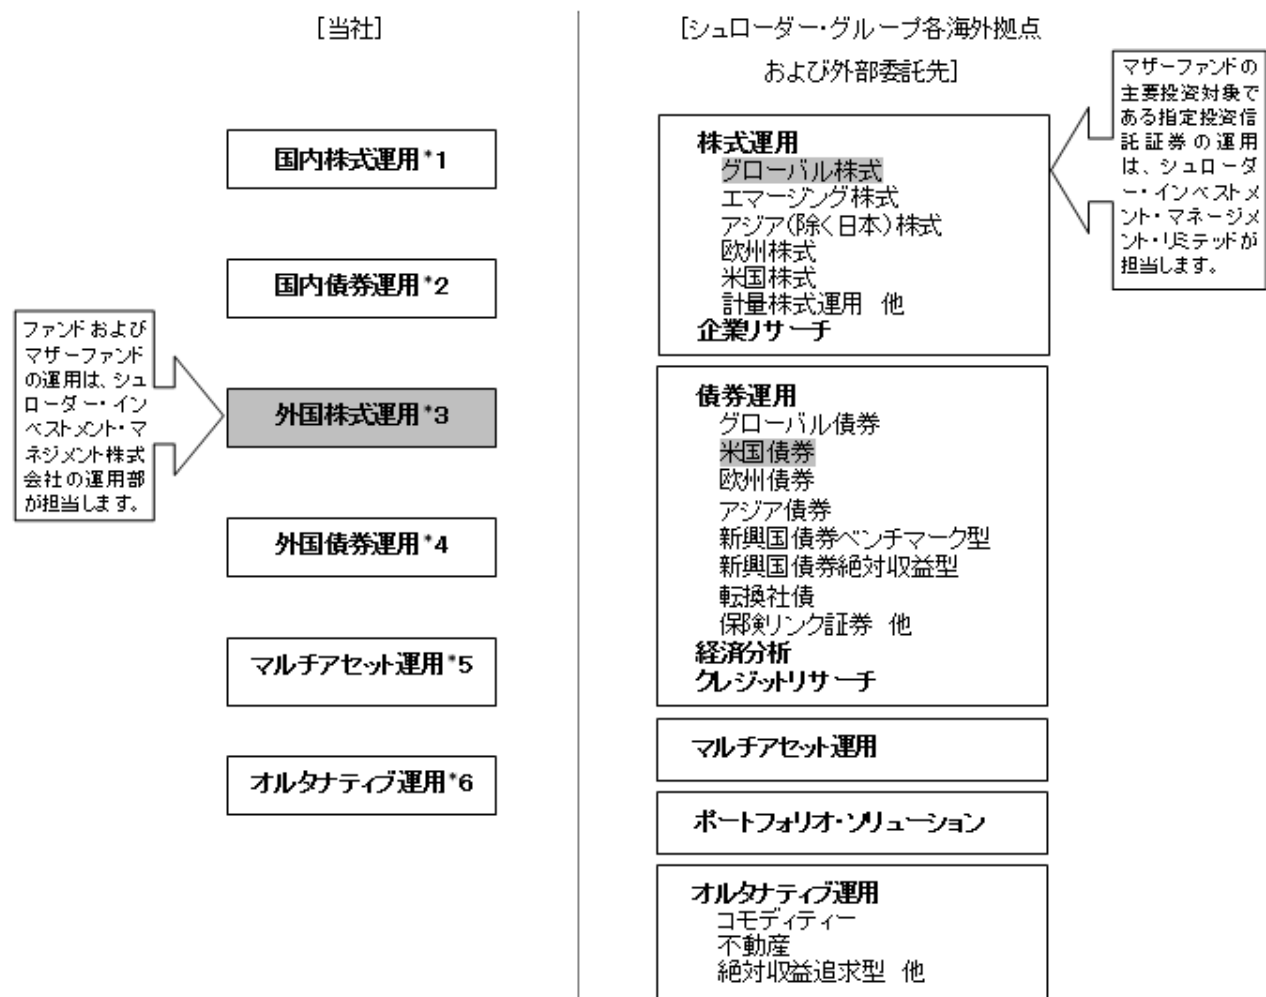 [当社]
国内株式運用*1
国内債券運用*2
ファンドおよび
マザーファンド
の運用は、シュ
ローダー・イン
ベストメント・マ
ネジメント株式
会社の運用部
が担当します。
外国株式運用*3
外国債券運用*4
マルチアセット運用*5
オルタナティブ運用*6
[シュローダー・グループ各海外拠点
および外部委託先]
マザーファンドの
主要投資対象で
ある指定投資信
託証券の運用
は、シュローダ
ー・インベストメ
ント・マネージメ
ント・リミテッドが
担当します。
株式運用
グローバル株式
エマージング株式
アジア(除く日本)株式
欧州株式
米国株式
計量株式運用 他
企業リサーチ
債券運用
グローバル債券
米国債券
欧州債券
アジア債券
新興国債券ベンチマーク型
新興国債券絶対収益型
転換社債
保険リンク証券 他
経済分析
クレジットリサーチ
マルチアセット運用
ポートフォリオ・ソリューション
オルタナティブ運用
コモディティー
不動産
絶対収益追求型 他